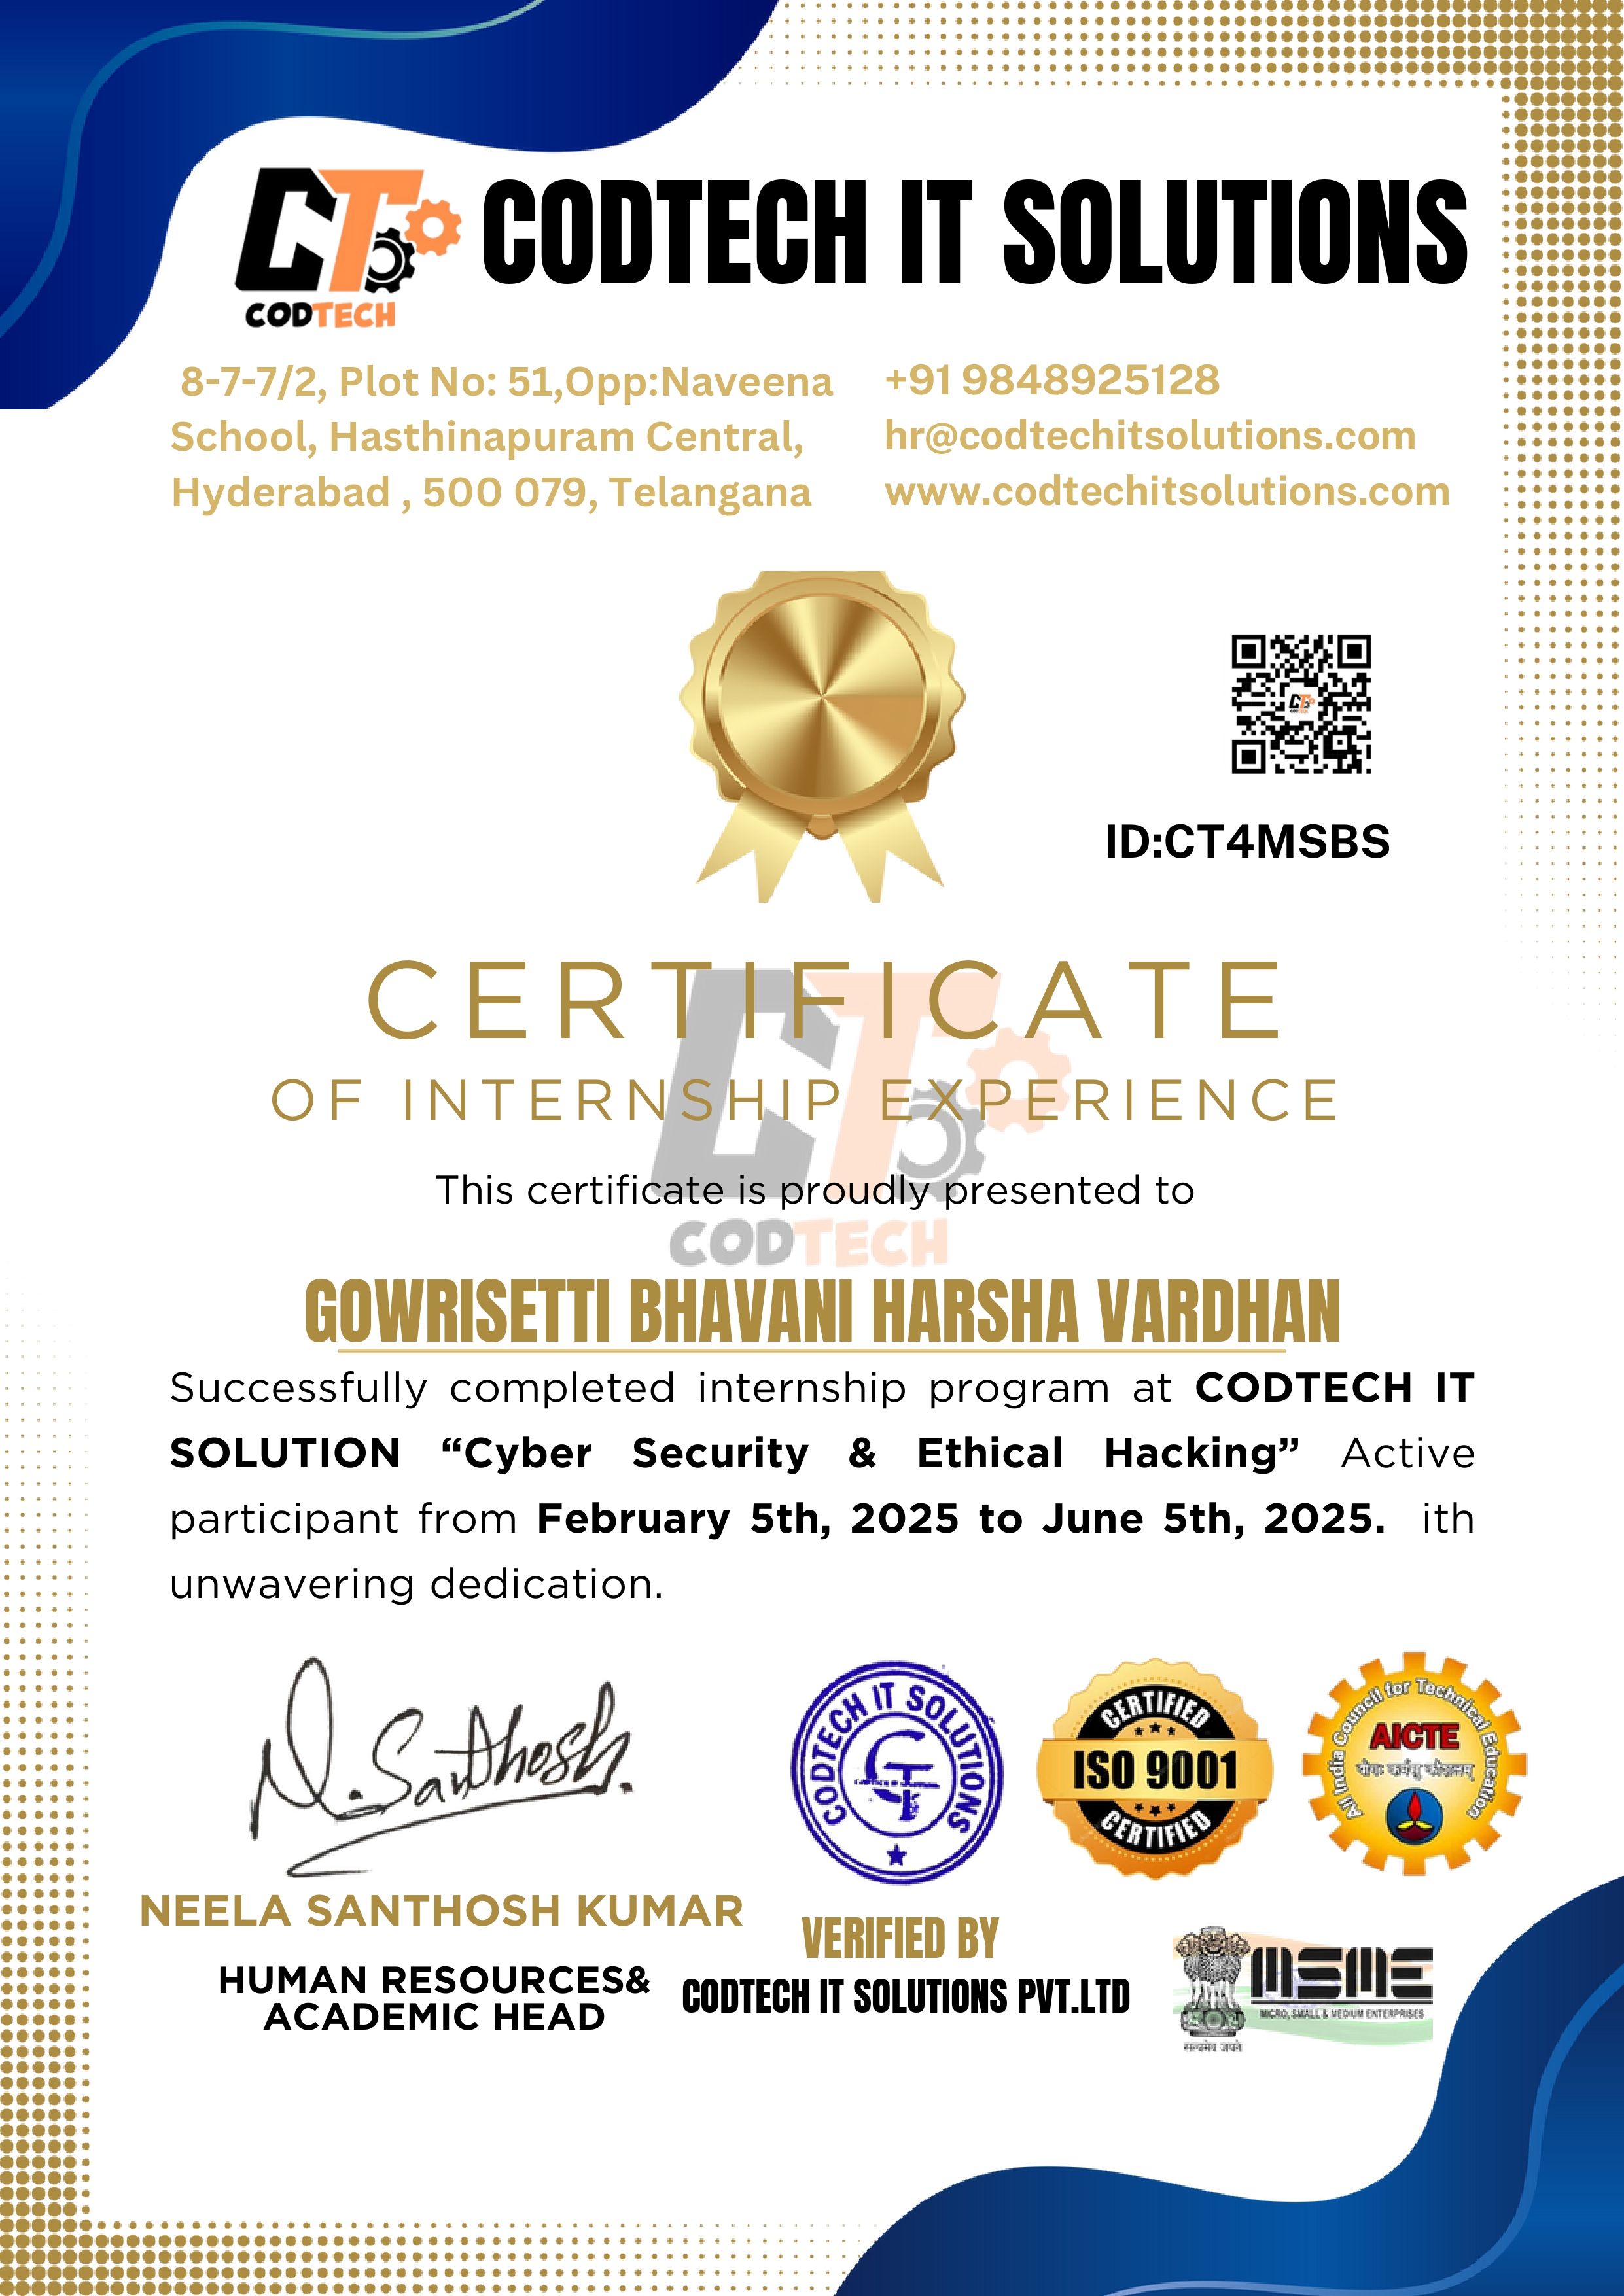 CT
CODTECH
CODTECH IT SOLUTIONS
8-7-7/2, Plot No: 51,Opp:Naveena
School, Hasthinapuram Central,
Hyderabad , 500 079, Telangana
+91 9848925128
hr@codtechitsolutions.com
www.codtechitsolutions.com
ID:CT4MSBS
CERTIFICATE
OF INTERNSHIP EXPERIENCE
This certificate is proudly presented to
CT
CODTECH
GOWRISETTI BHAVANI HARSHA VARDHAN
Successfully completed internship program at CODTECH IT
SOLUTION “Cyber Security & Ethical Hacking” Active
participant from February 5th, 2025 to June 5th, 2025. ith
unwavering dedication.
N.Santhosh.
CODTECH IT SOLUTIONS
CT
CERTIFIED
ISO 9001
CERTIFIED
All India Council for Technical Education
AICTE
योगः कर्मसु कौशलम्
NEELA SANTHOSH KUMAR
HUMAN RESOURCES&
ACADEMIC HEAD
VERIFIED BY
CODTECH IT SOLUTIONS PVT.LTD
MSME
MICRO, SMALL & MEDIUM ENTERPRISES
सत्यमेव जयते